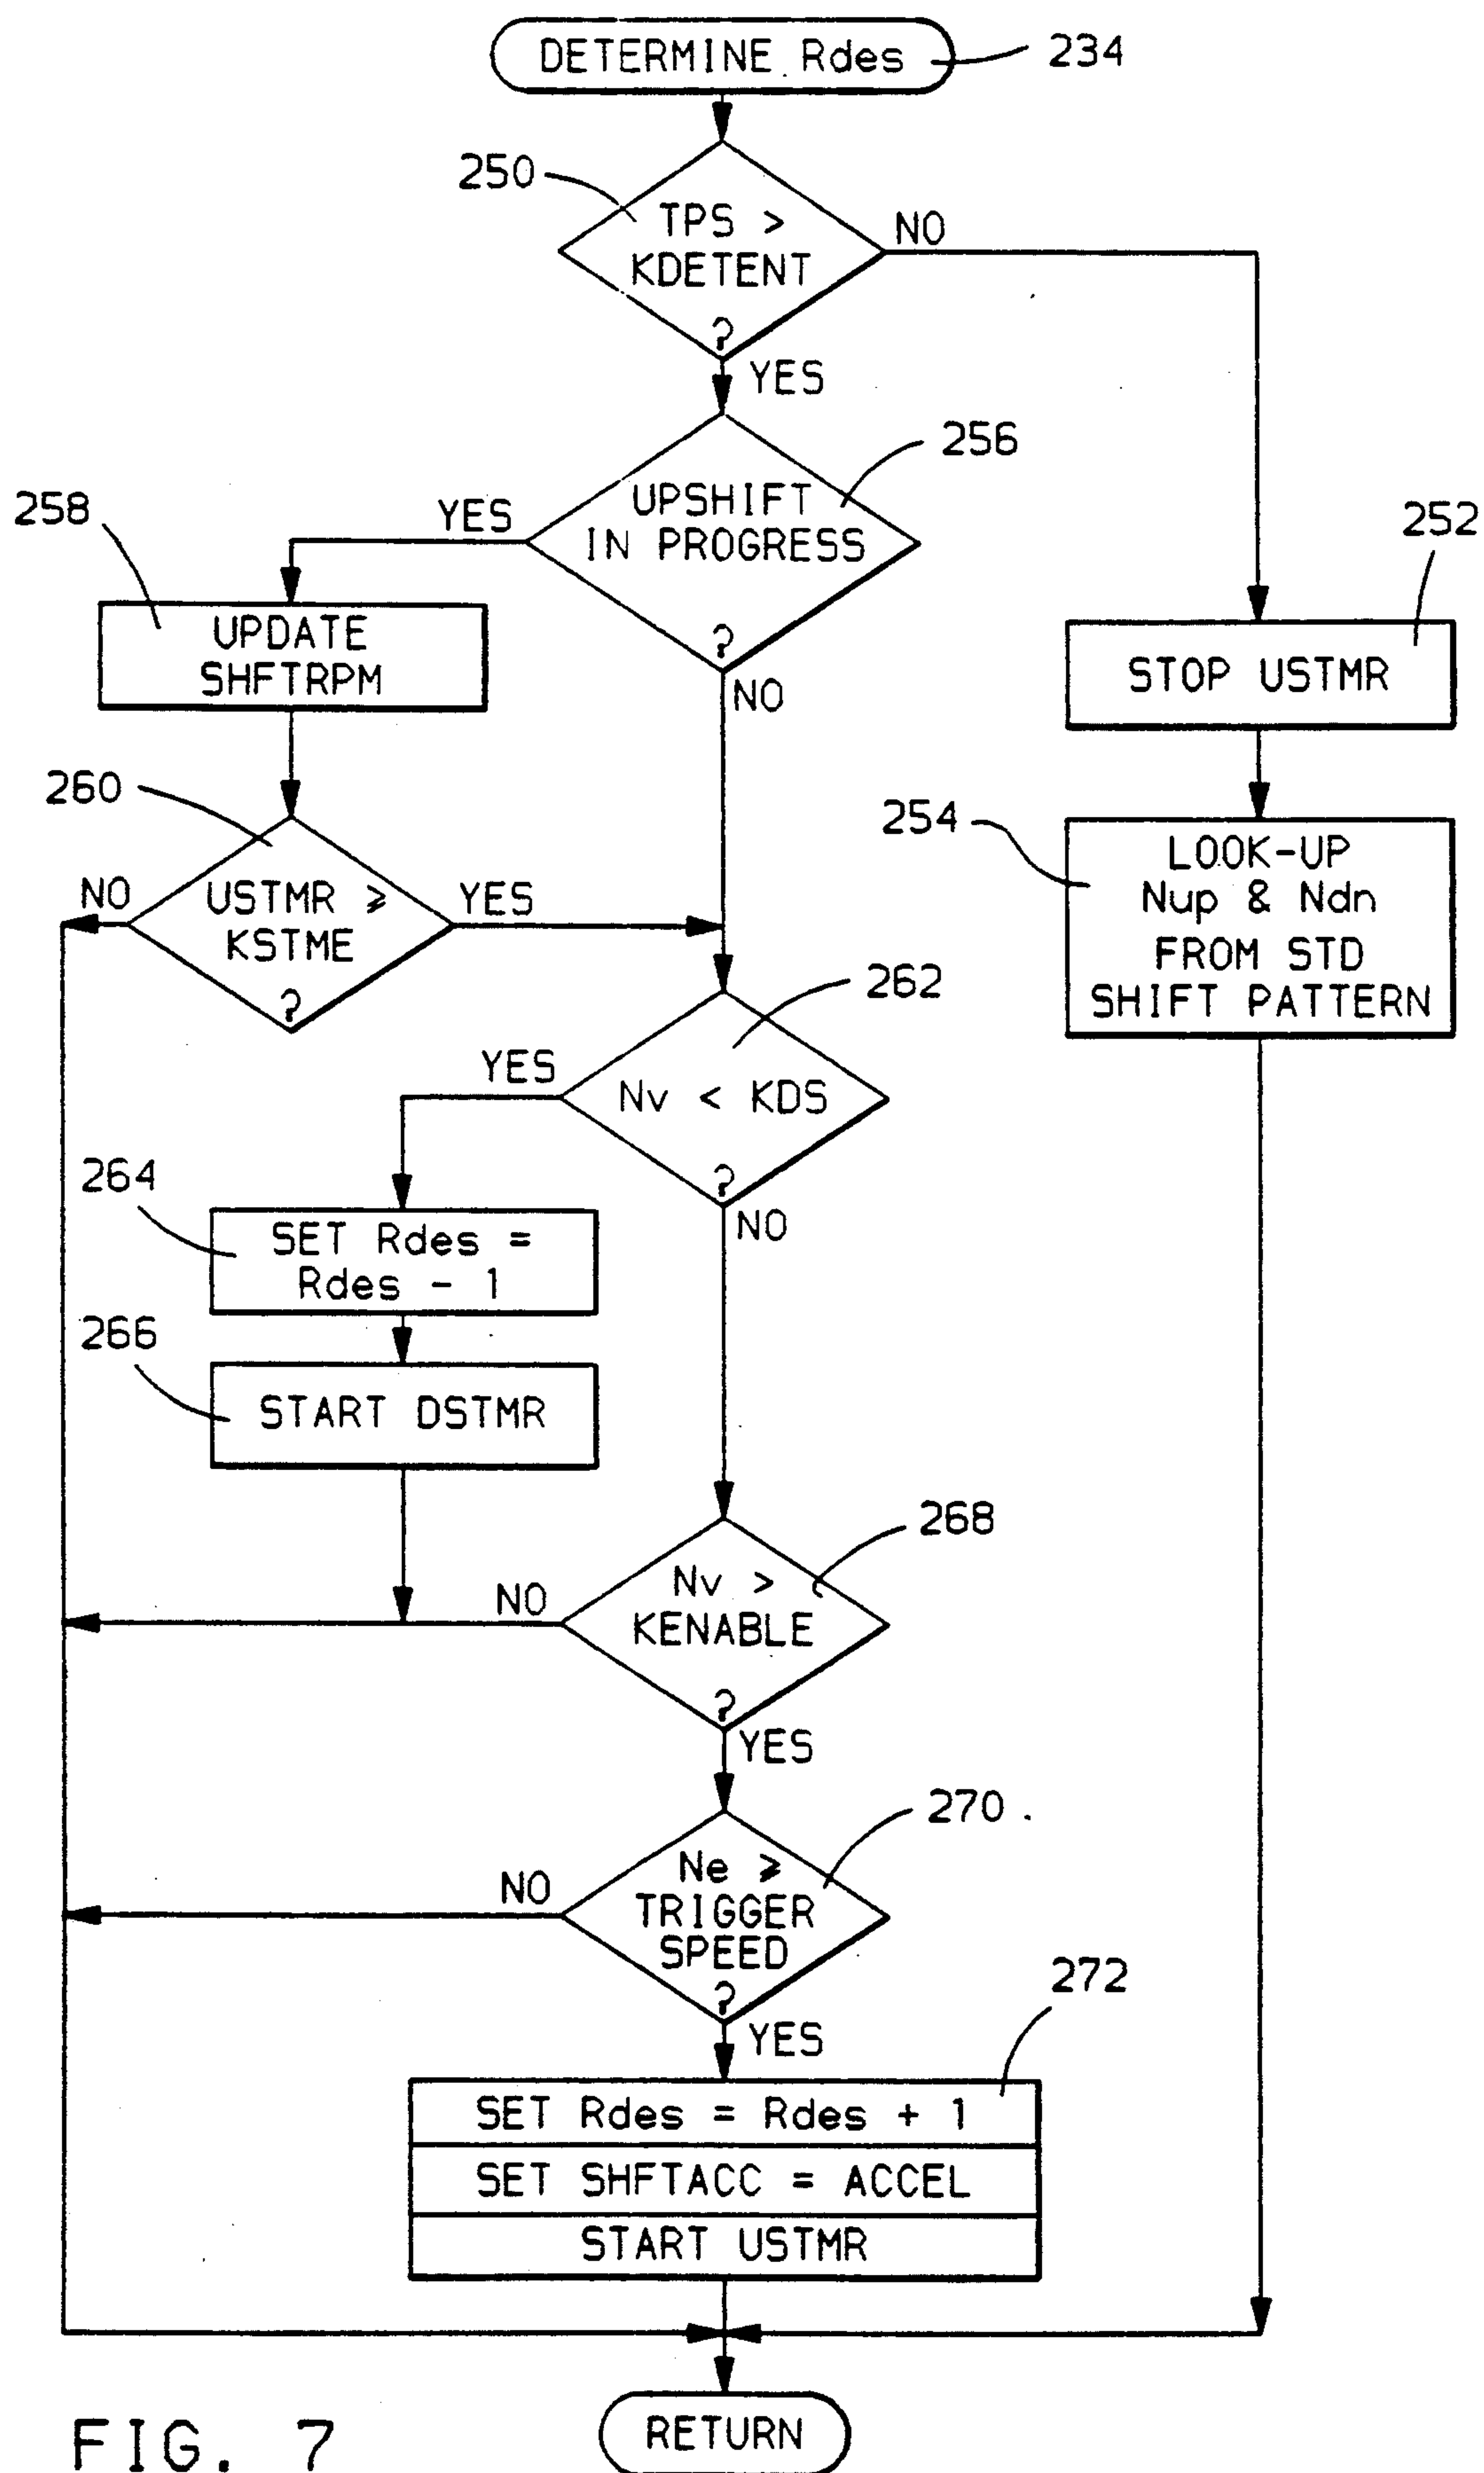 DETERMINE Rdes
234
250
TPS >
KDETENT
?
NO
YES
256
UPSHIFT
IN PROGRESS
?
YES
NO
258
UPDATE
SHFTRPM
252
STOP USTMR
260
USTMR ≥
KSTME
?
NO
YES
254
LOOK-UP
Nup & Ndn
FROM STD
SHIFT PATTERN
262
Nv < KDS
?
YES
NO
264
SET Rdes =
Rdes - 1
266
START DSTMR
268
Nv >
KENABLE
?
NO
YES
270
Ne ≥
TRIGGER
SPEED
?
NO
YES
272
SET Rdes = Rdes + 1
SET SHFTACC = ACCEL
START USTMR
RETURN
FIG. 7